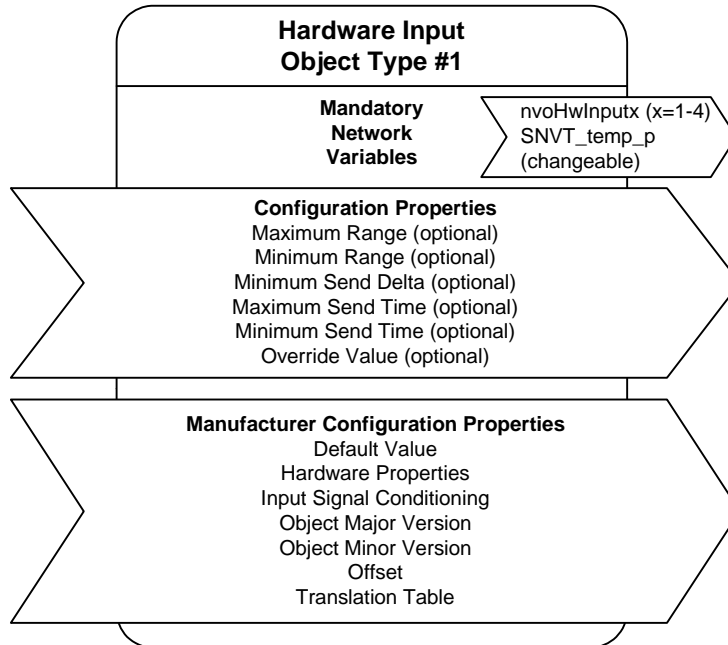 Hardware Input
Object Type #1
Mandatory
Network
Variables
nvoHwInputx (x=1-4)
SNVT_temp_p
(changeable)
Configuration Properties
Maximum Range (optional)
Minimum Range (optional)
Minimum Send Delta (optional)
Maximum Send Time (optional)
Minimum Send Time (optional)
Override Value (optional)
Manufacturer Configuration Properties
Default Value
Hardware Properties
Input Signal Conditioning
Object Major Version
Object Minor Version
Offset
Translation Table